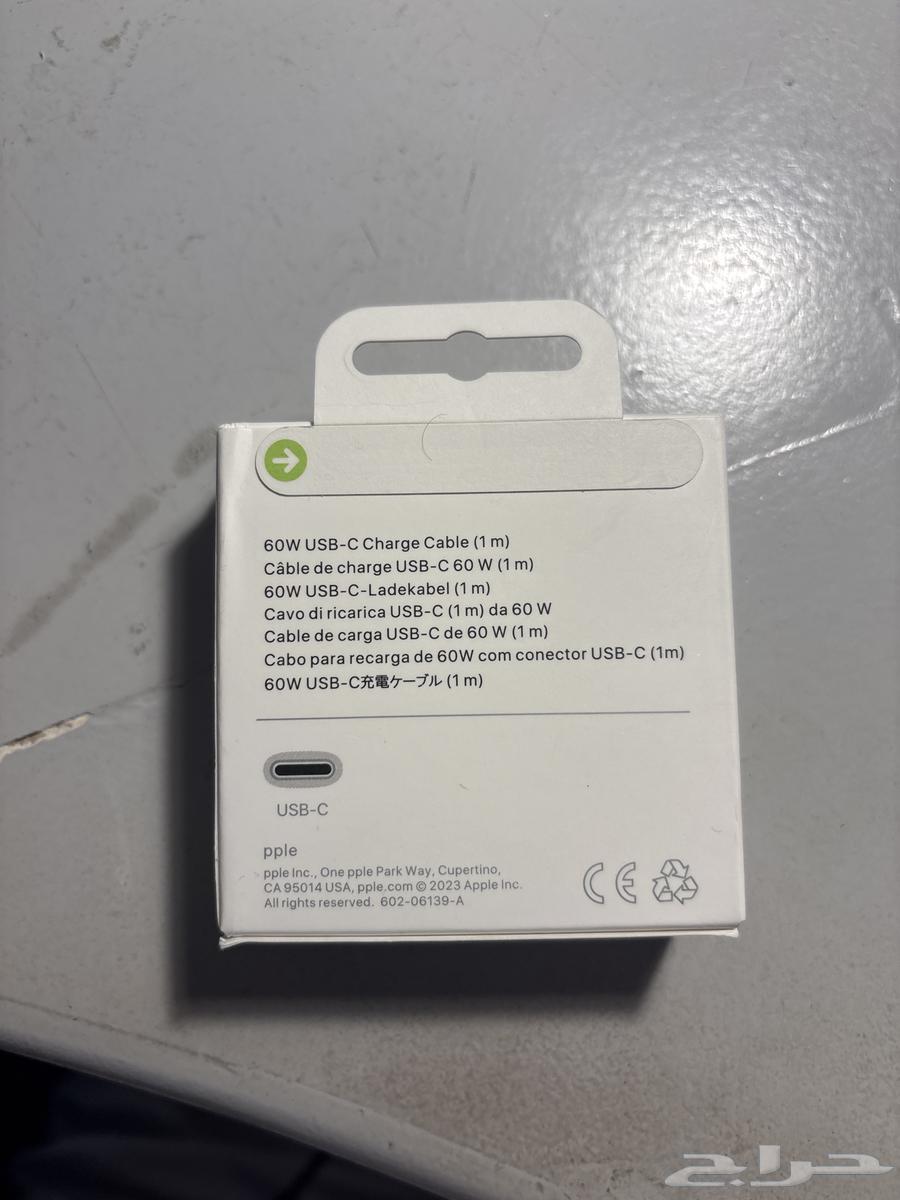 60W USB-C Charge Cable (1 m)
Câble de charge USB-C 60 W (1 m)
60W USB-C-Ladekabel (1 m)
Cavo di ricarica USB-C (1 m) da 60 W
Cable de carga USB-C de 60 W (1 m)
Cabo para recarga de 60W com conector USB-C (1m)
60W USB-C充電ケーブル (1 m)
USB-C
pple
pple Inc., One pple Park Way, Cupertino,
CA 95014 USA, pple.com © 2023 Apple Inc.
All rights reserved. 602-06139-A
CE
حراج